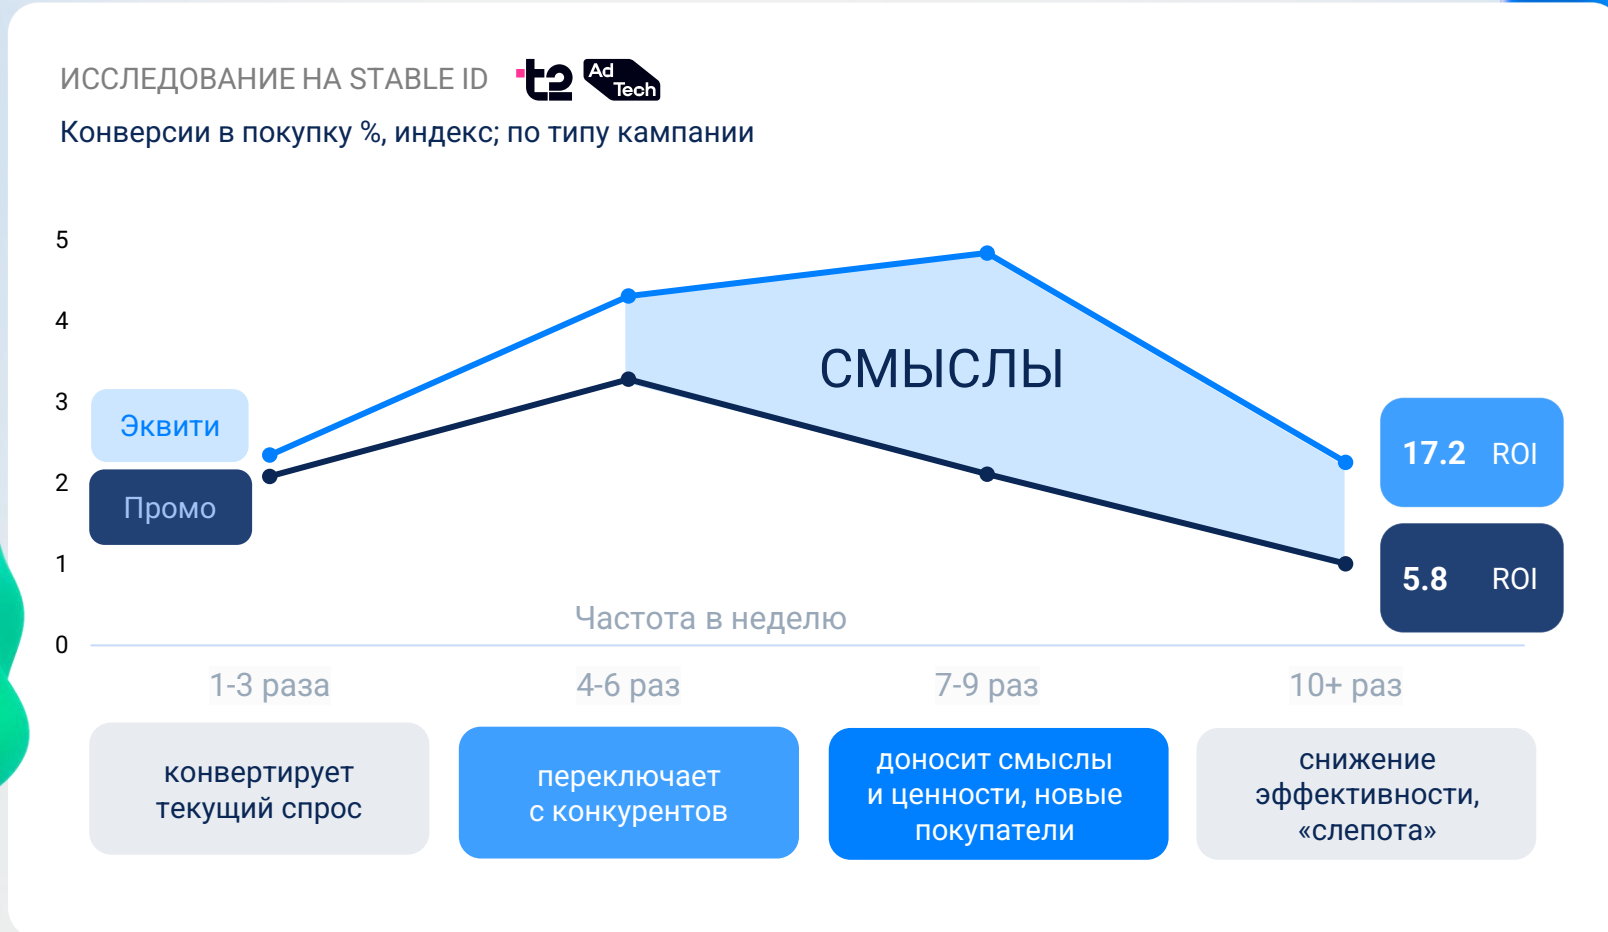 ИССЛЕДОВАНИЕ НА STABLE ID
t2
Ad
Tech
Конверсии в покупку %, индекс; по типу кампании
5
4
3
2
1
0
СМЫСЛЫ
Эквити
Промо
17.2 ROI
5.8 ROI
Частота в неделю
1-3 раза
4-6 раз
7-9 раз
10+ раз
конвертирует
текущий спрос
переключает
с конкурентов
доносит смыслы
и ценности, новые
покупатели
снижение
эффективности,
«слепота»